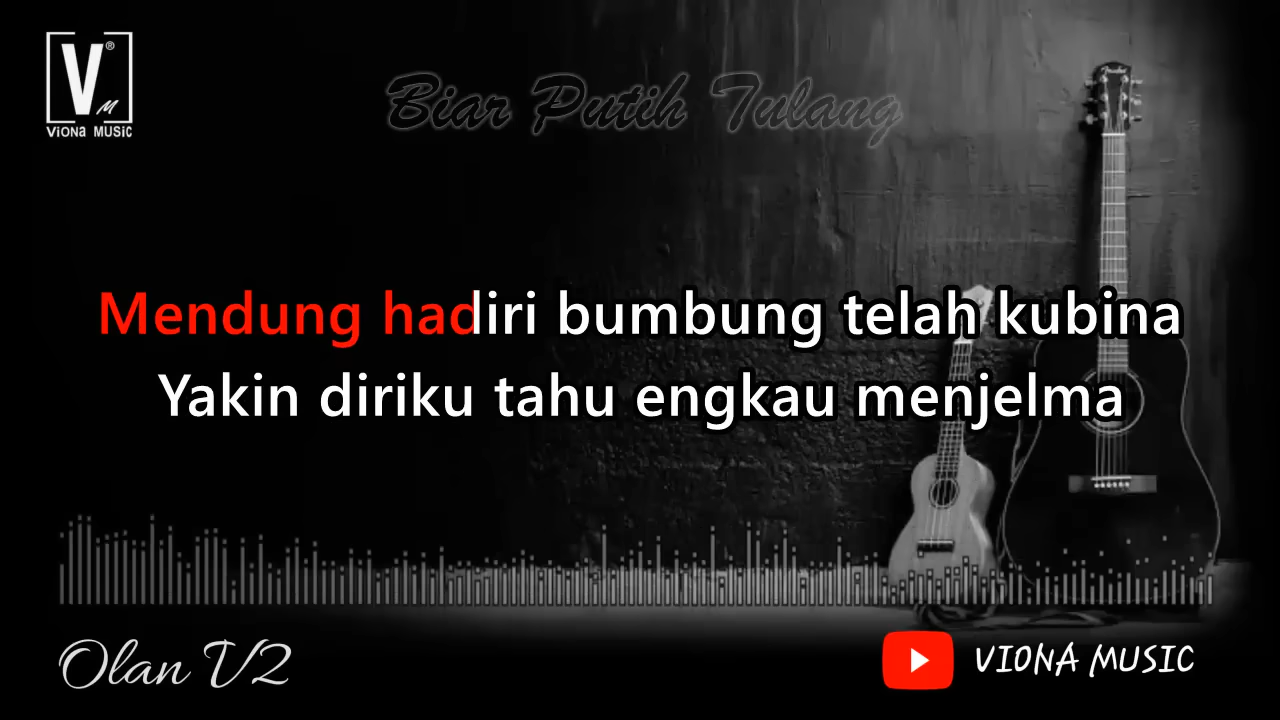 V®
M
ViONa MUSiC
Biar Putih Tulang
Mendung hadiri bumbung telah kubina
Yakin diriku tahu engkau menjelma
Olan V2
VIONA MUSIC